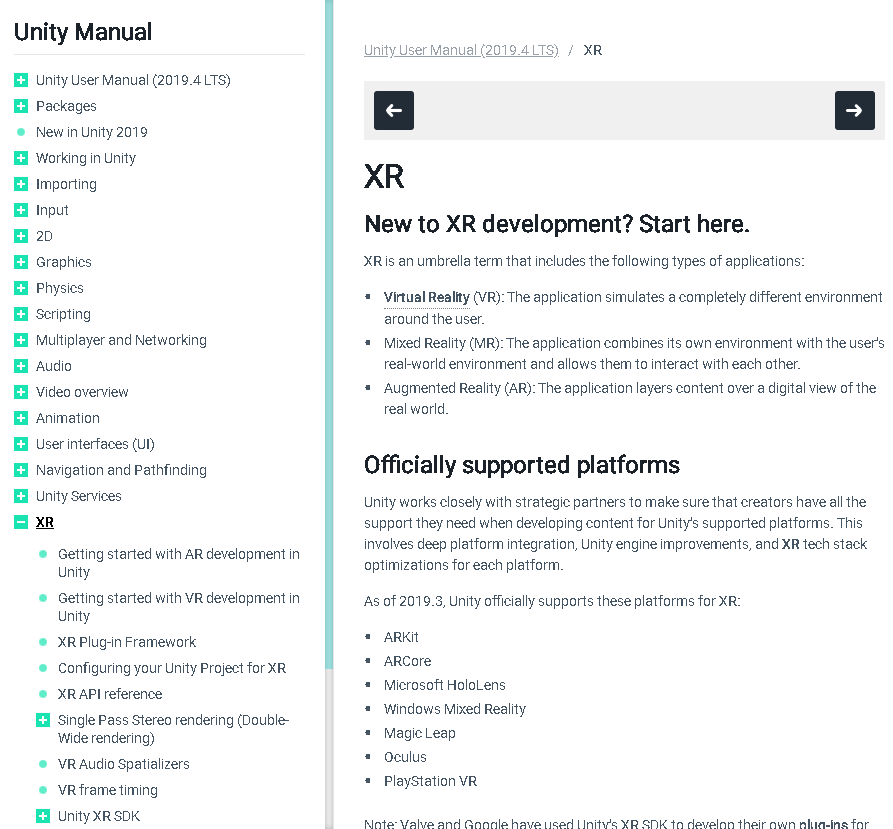 Unity Manual
Unity User Manual (2019.4 LTS)
Packages
New in Unity 2019
Working in Unity
Importing
Input
2D
Graphics
Physics
Scripting
Multiplayer and Networking
Audio
Video overview
Animation
User interfaces (UI)
Navigation and Pathfinding
Unity Services
XR
Getting started with AR development in
Unity
Getting started with VR development in
Unity
XR Plug-in Framework
Configuring your Unity Project for XR
XR API reference
Single Pass Stereo rendering (Double-
Wide rendering)
VR Audio Spatializers
VR frame timing
Unity XR SDK
Unity User Manual (2019.4 LTS) / XR
XR
New to XR development? Start here.
XR is an umbrella term that includes the following types of applications:
Virtual Reality (VR): The application simulates a completely different environment
around the user.
Mixed Reality (MR): The application combines its own environment with the user's
real-world environment and allows them to interact with each other.
Augmented Reality (AR): The application layers content over a digital view of the
real world.
Officially supported platforms
Unity works closely with strategic partners to make sure that creators have all the
support they need when developing content for Unity's supported platforms. This
involves deep platform integration, Unity engine improvements, and XR tech stack
optimizations for each platform.
As of 2019.3, Unity officially supports these platforms for XR:
ARKit
ARCore
Microsoft HoloLens
Windows Mixed Reality
Magic Leap
Oculus
PlayStation VR
Note: Valve and Google have used Unity's XR SDK to develop their own plug-ins for